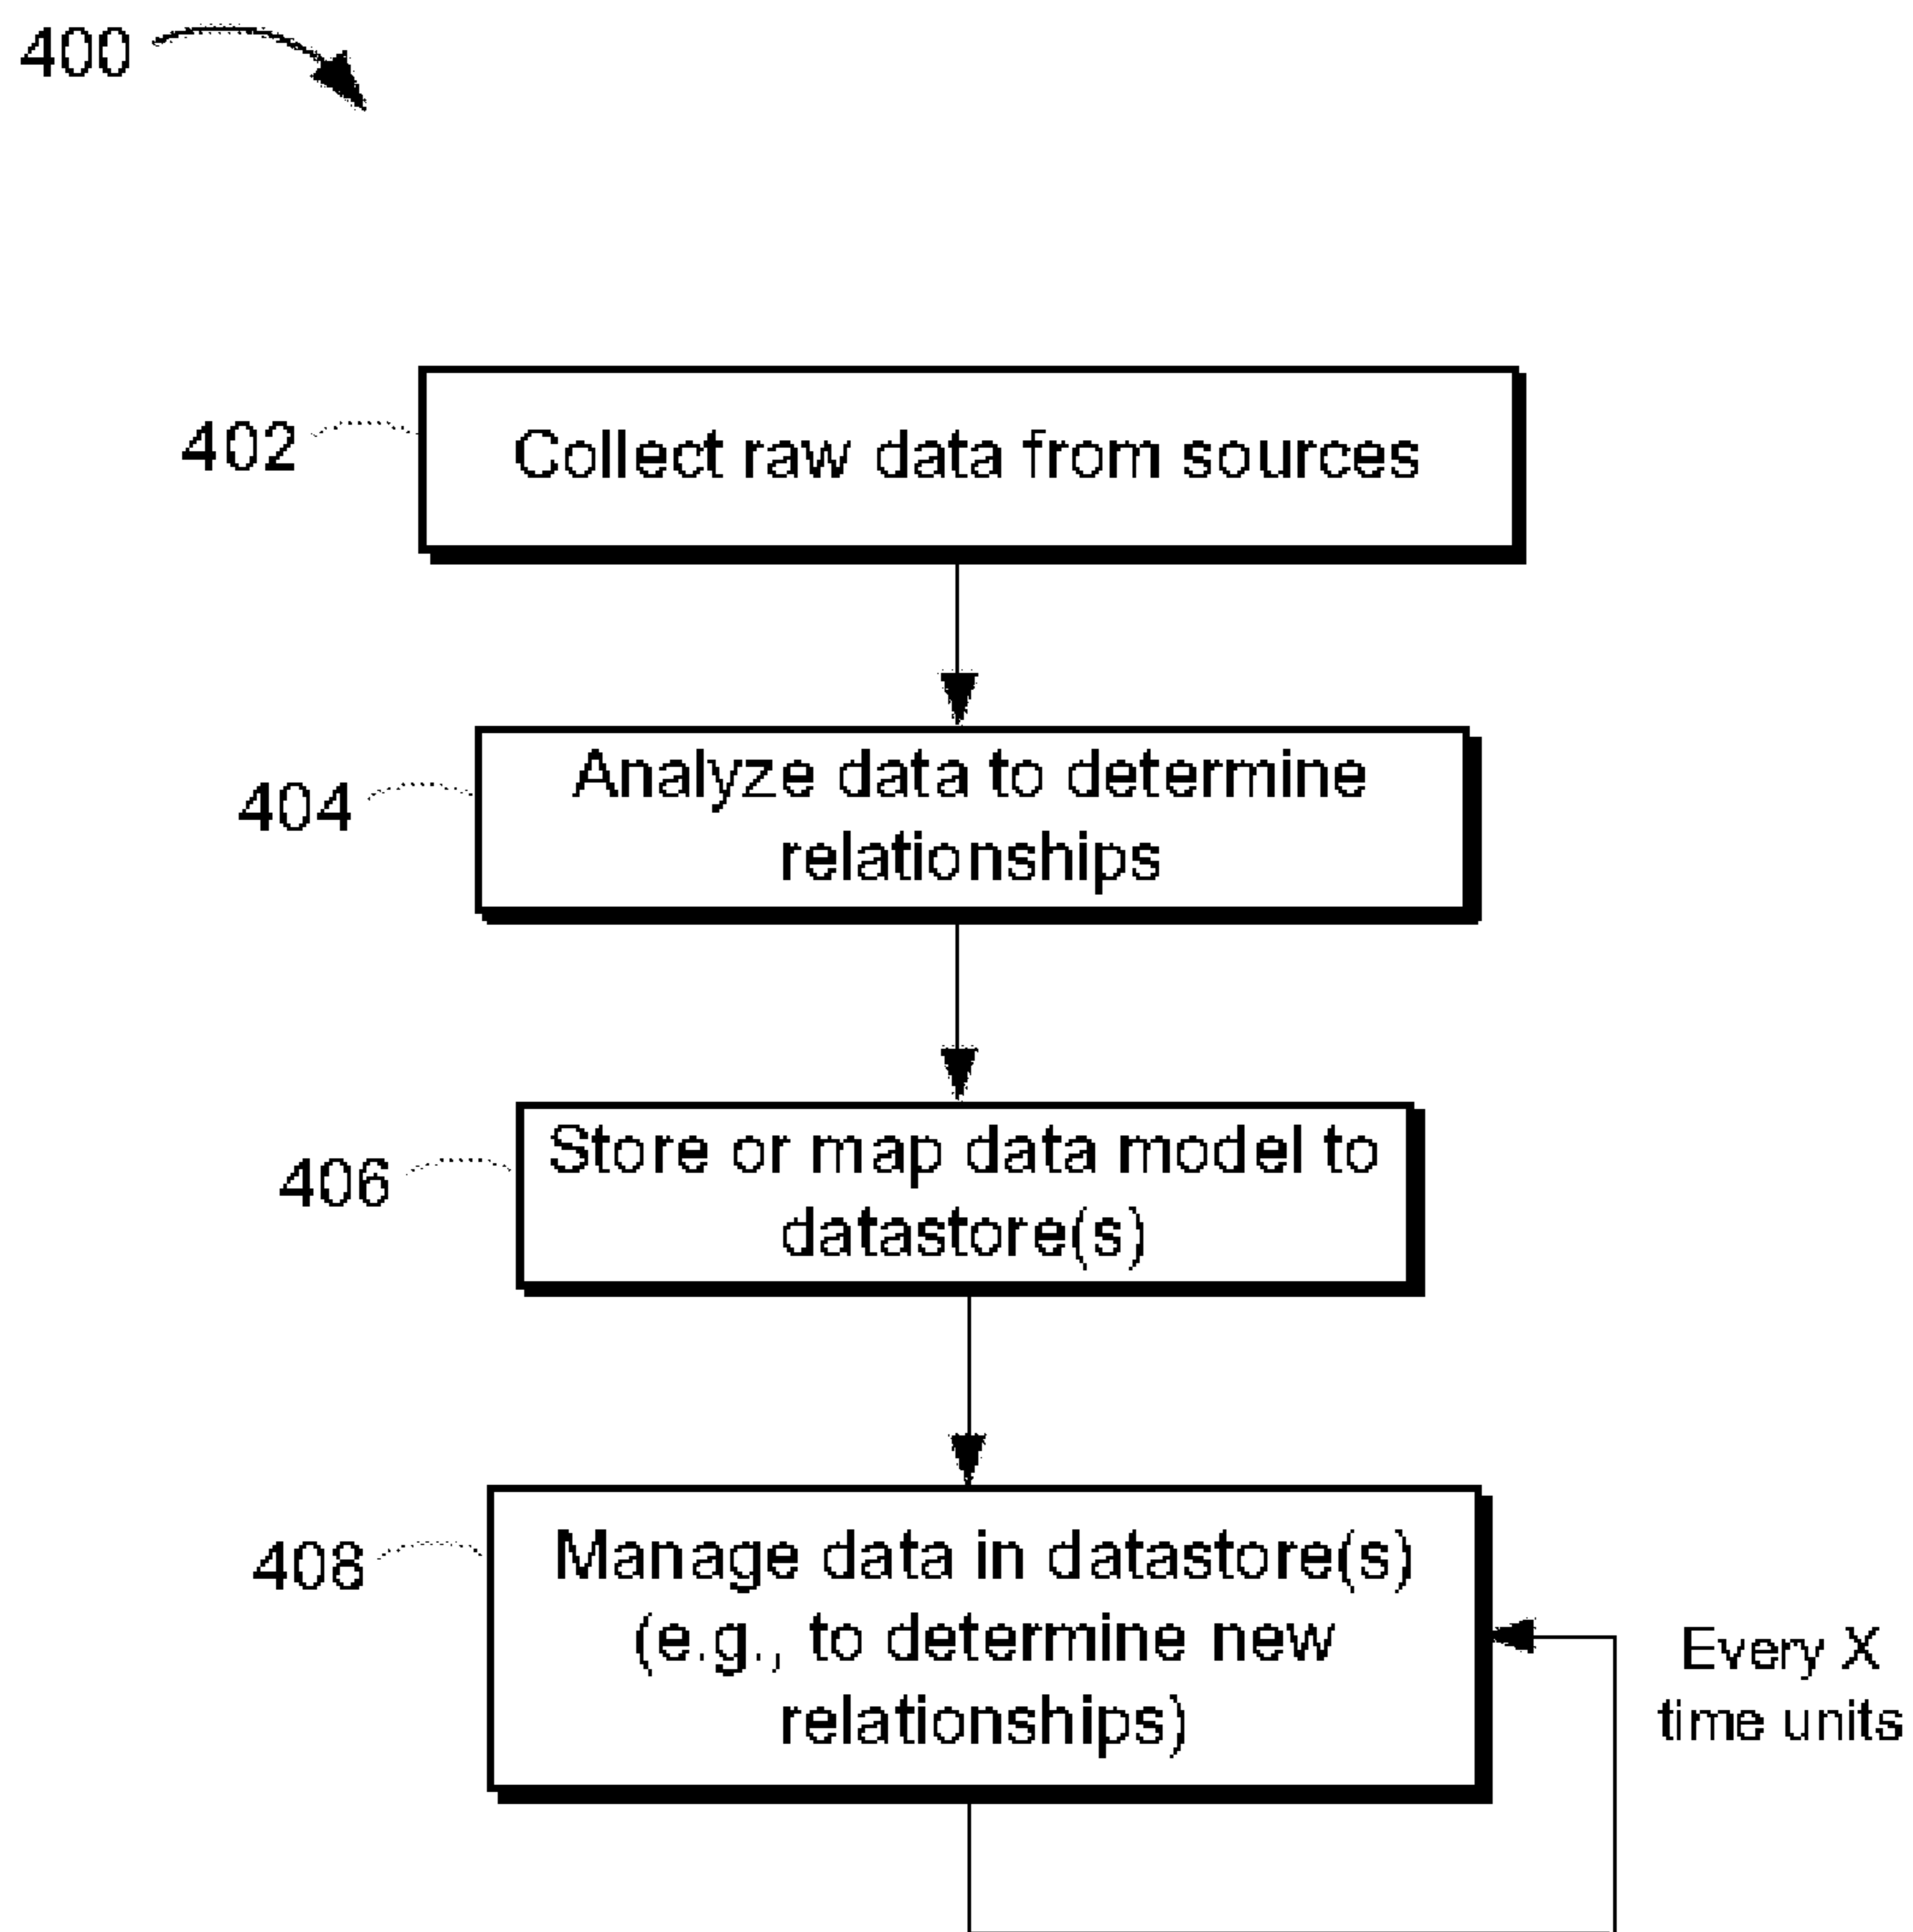 400
402
Collect raw data from sources
404
Analyze data to determine
relationships
406
Store or map data model to
datastore(s)
408
Manage data in datastore(s)
(e.g., to determine new
relationships)
Every X
time units